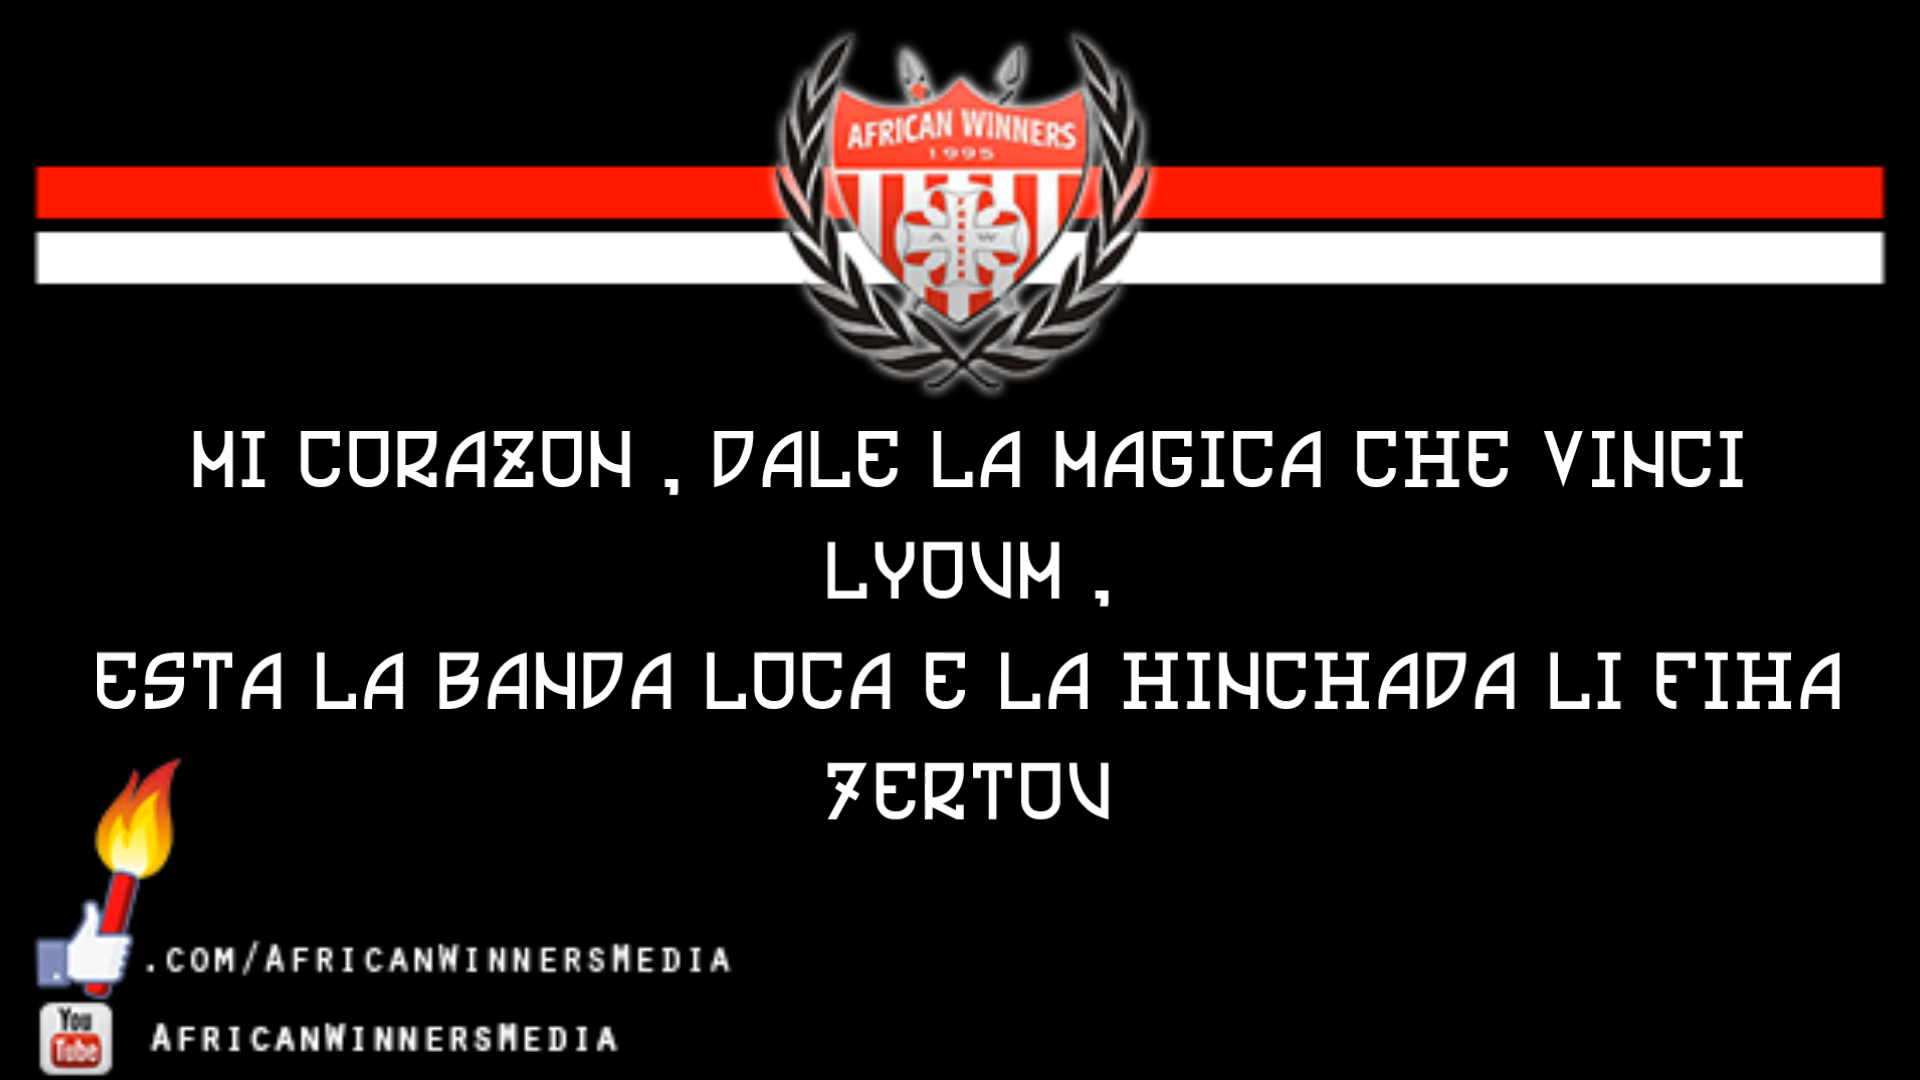 AFRICAN WINNERS
1995
A W
MI CORAZON , DALE LA MAGICA CHE VINCI
LYOUM ,
ESTA LA BANDA LOCA E LA HINCHADA LI FIHA
7ERTOU
.COM/AFRICANWINNERSMEDIA
You
Tube
AFRICANWINNERSMEDIA